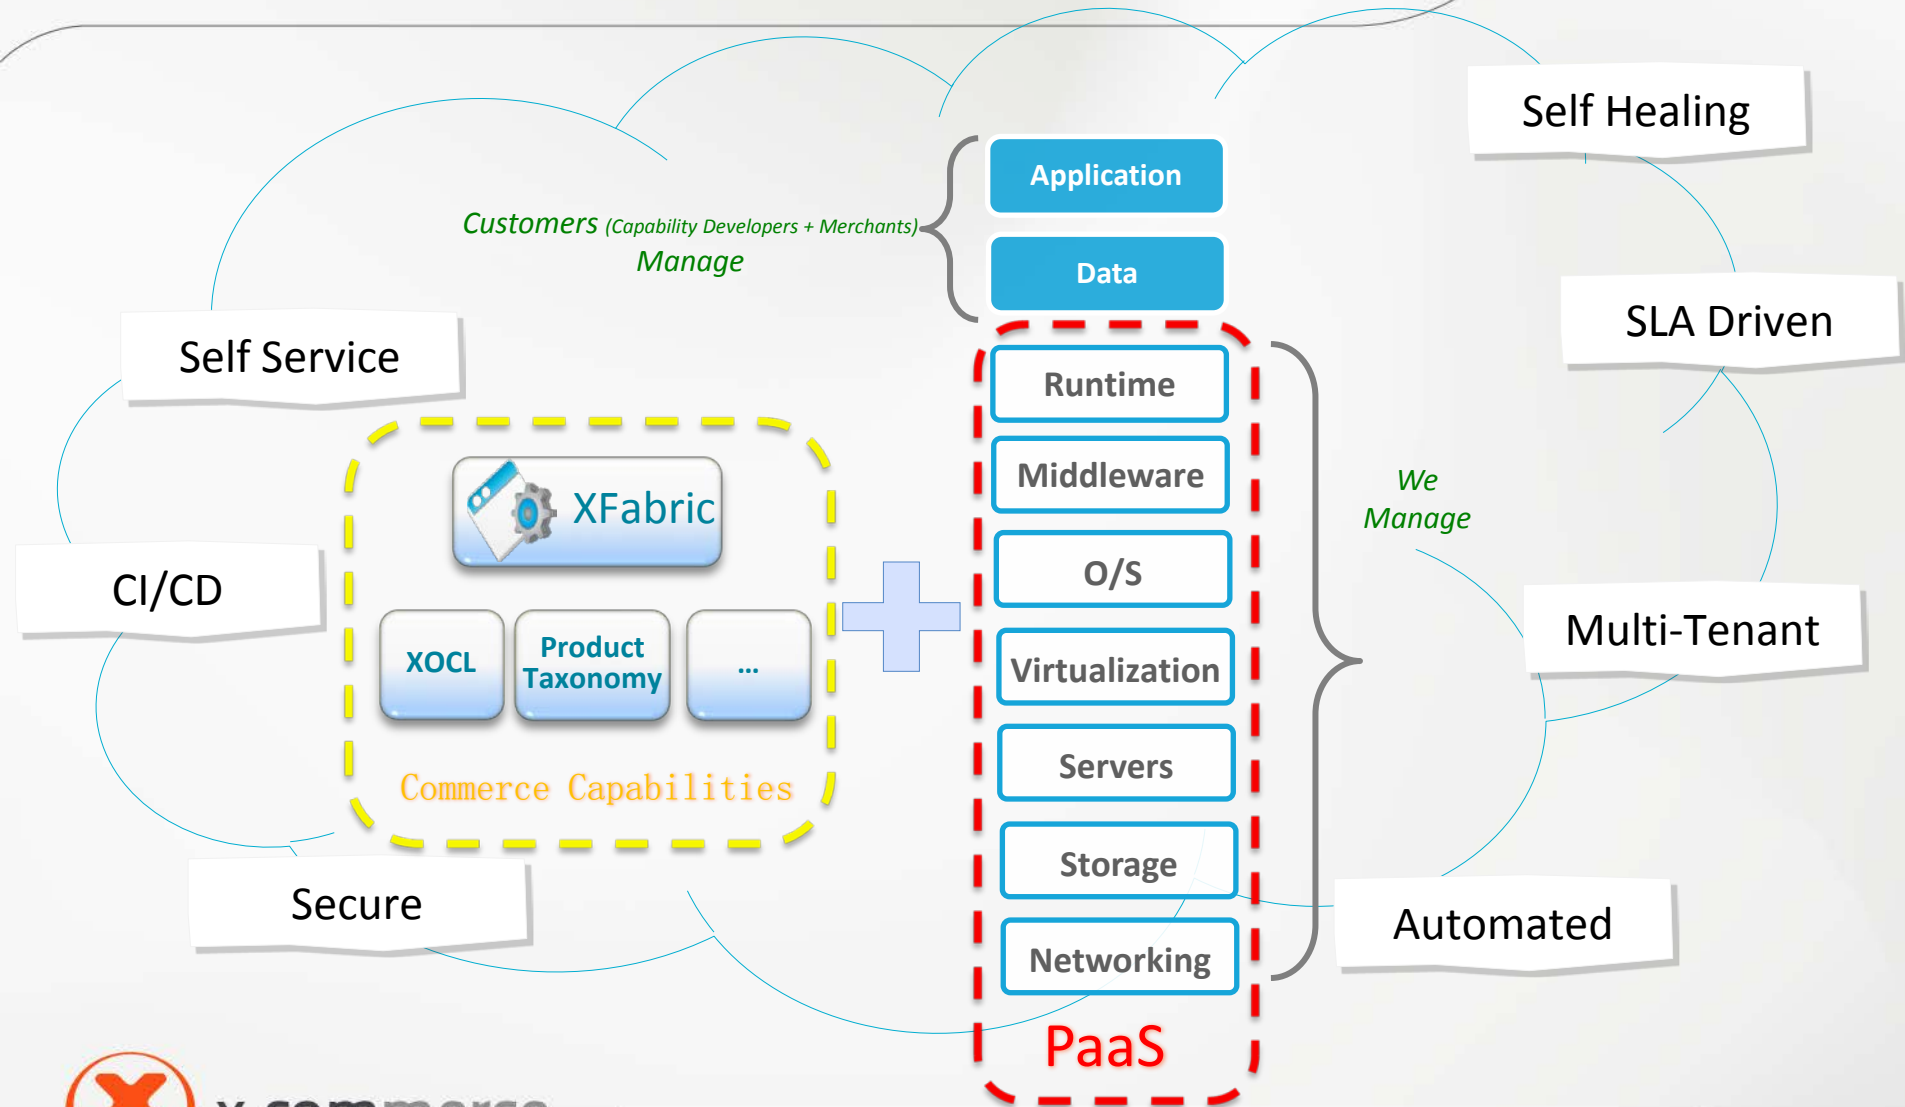 Self Healing
Application
Customers (Capability Developers + Merchants)
Manage
Data
SLA Driven
Self Service
Runtime
Middleware
We
Manage
XFabric
O/S
CI/CD
Multi-Tenant
XOCL
Product
Taxonomy
...
Virtualization
Servers
Commerce Capabilities
Storage
Secure
Automated
Networking
PaaS
x.commerce